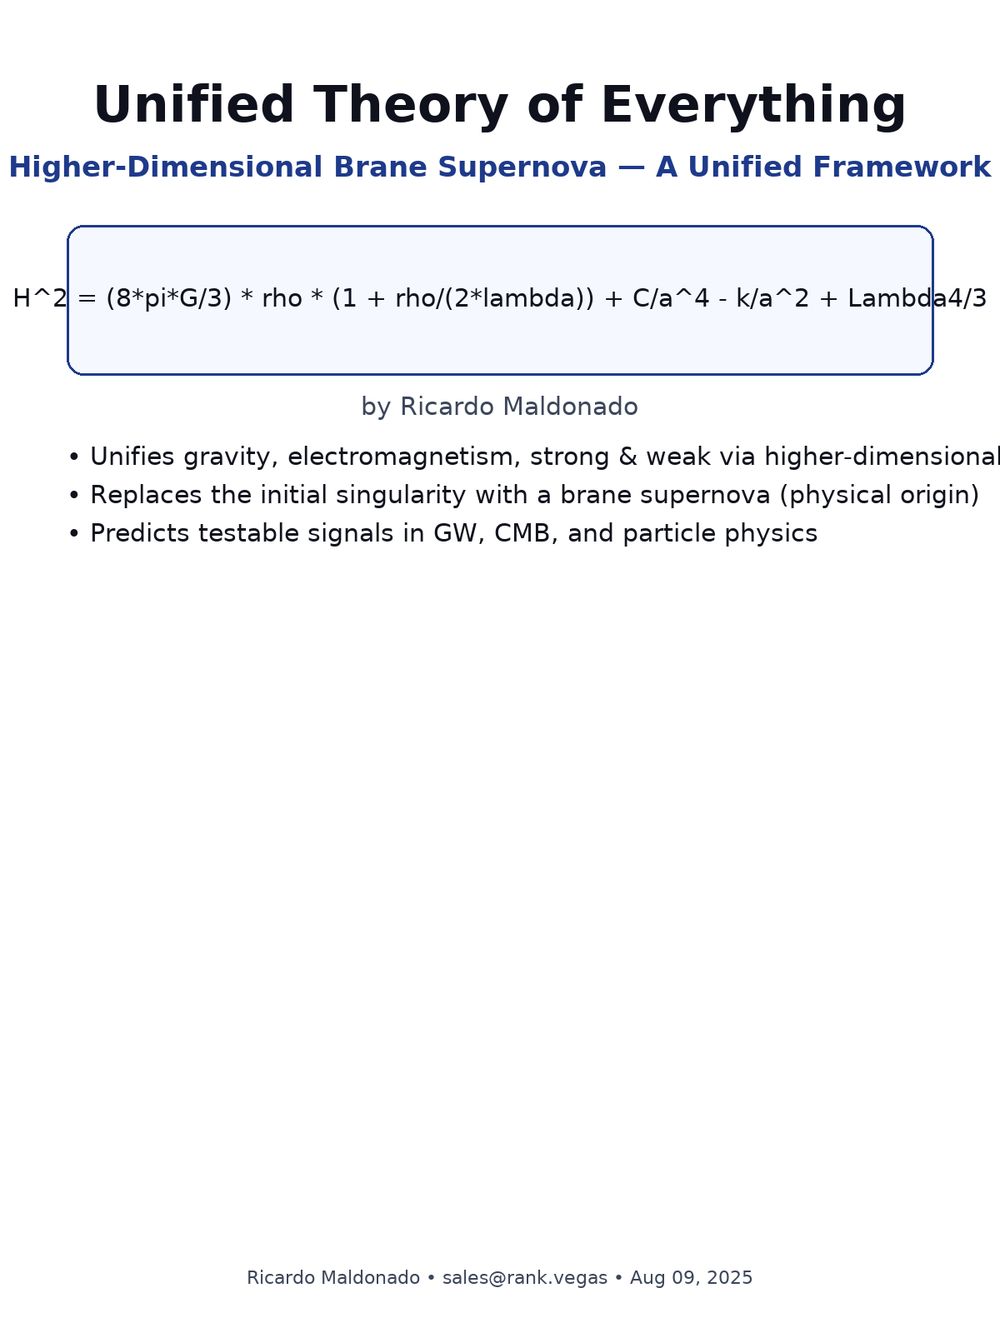 Unified Theory of Everything
Higher-Dimensional Brane Supernova — A Unified Framework
H^2 = (8*pi*G/3) * rho * (1 + rho/(2*lambda)) + C/a^4 - k/a^2 + Lambda4/3
by Ricardo Maldonado
• Unifies gravity, electromagnetism, strong & weak via higher-dimensional
• Replaces the initial singularity with a brane supernova (physical origin)
• Predicts testable signals in GW, CMB, and particle physics
Ricardo Maldonado • sales@rank.vegas • Aug 09, 2025